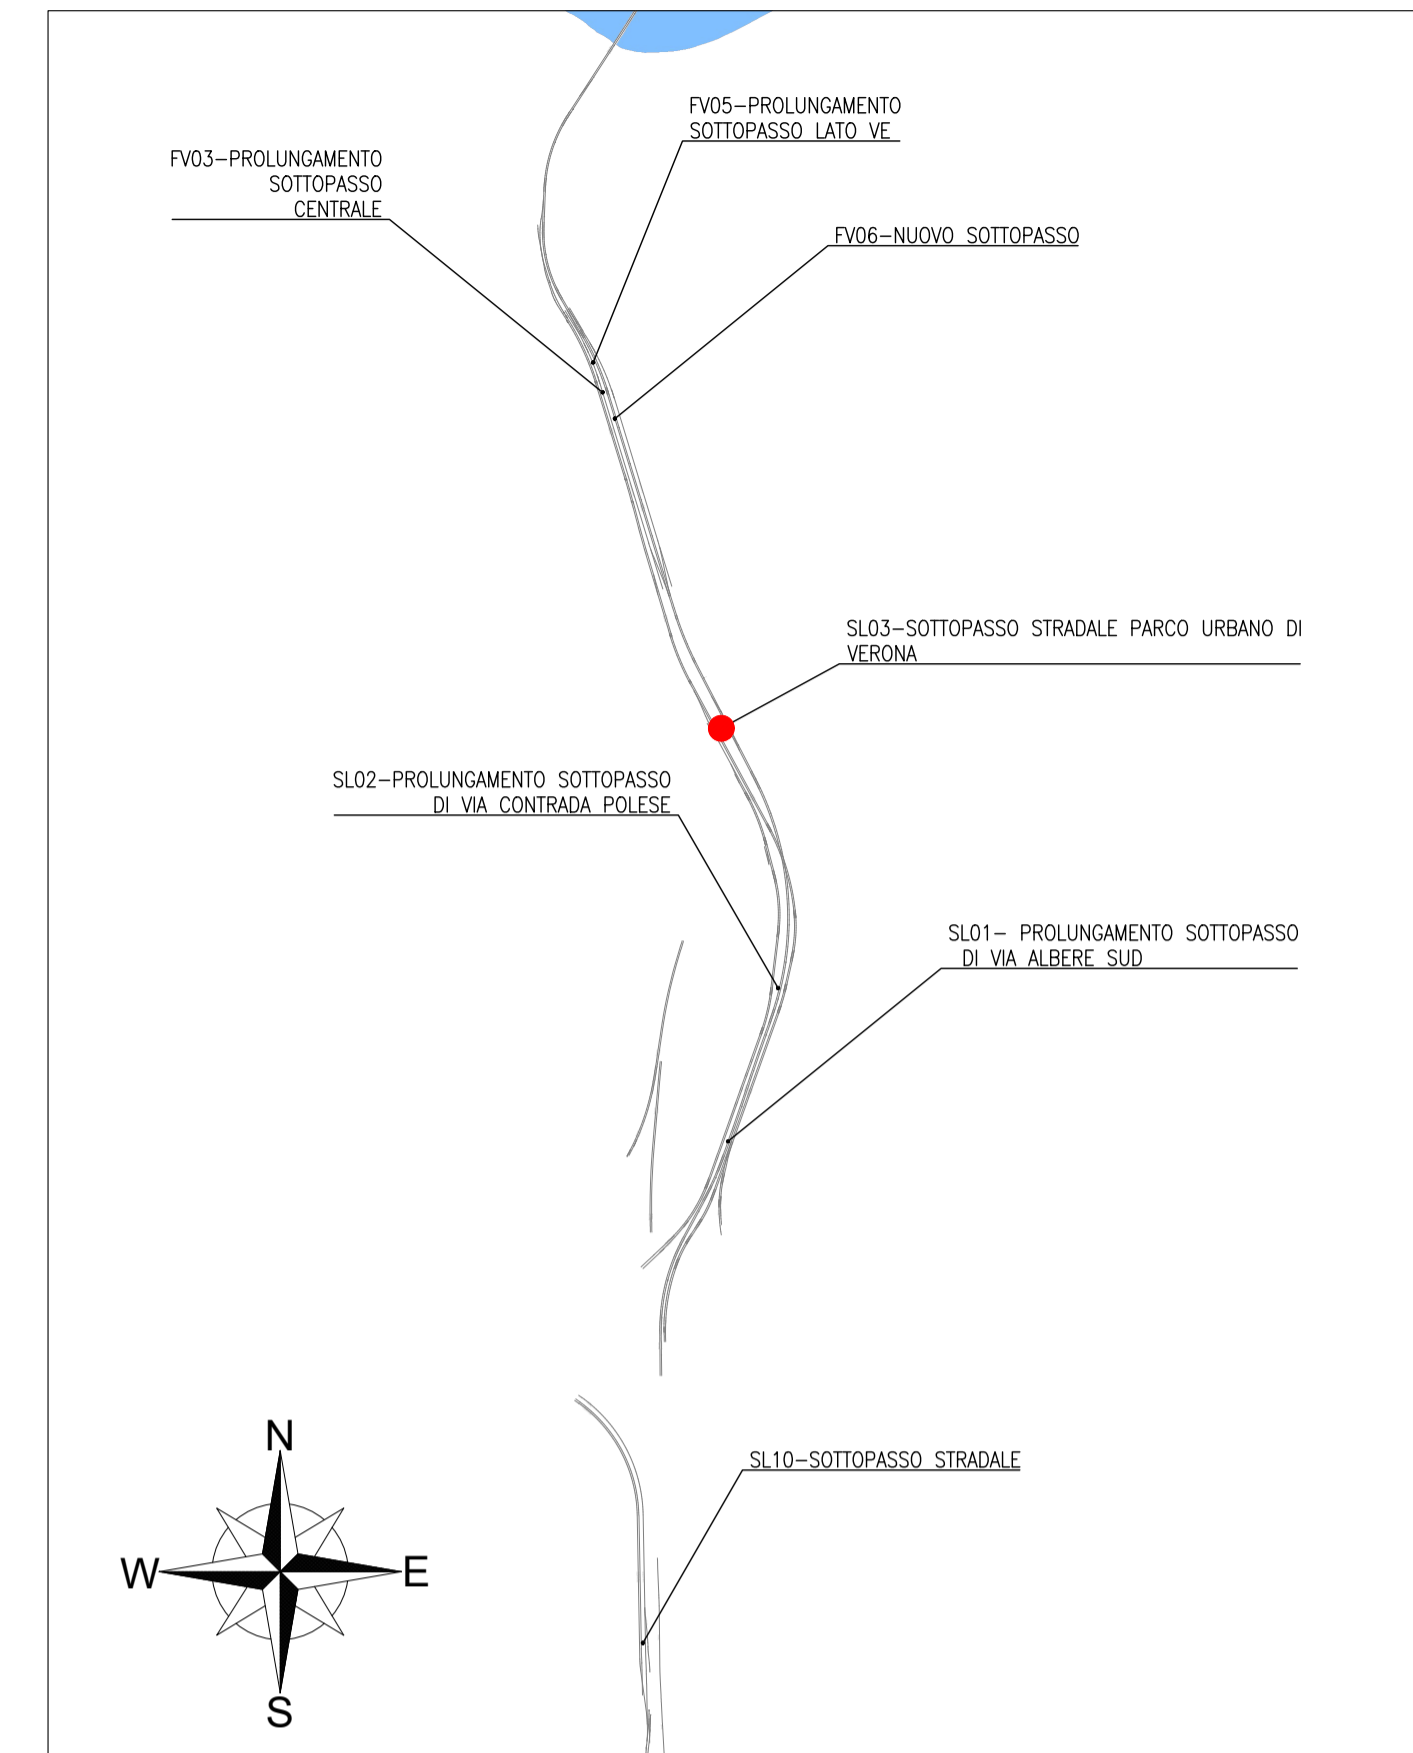 FV05-PROLUNGAMENTO
SOTTOPASSO LATO VE
FV03-PROLUNGAMENTO
SOTTOPASSO
CENTRALE
FV06-NUOVO SOTTOPASSO
SL03-SOTTOPASSO STRADALE PARCO URBANO DI
VERONA
SL02-PROLUNGAMENTO SOTTOPASSO
DI VIA CONTRADA POLESE
SL01- PROLUNGAMENTO SOTTOPASSO
DI VIA ALBERE SUD
N
SL10-SOTTOPASSO STRADALE
W
E
S